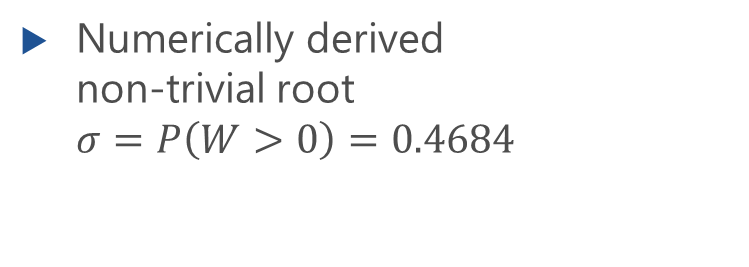 Numerically derived
non-trivial root
σ = P(W > 0) = 0.4684